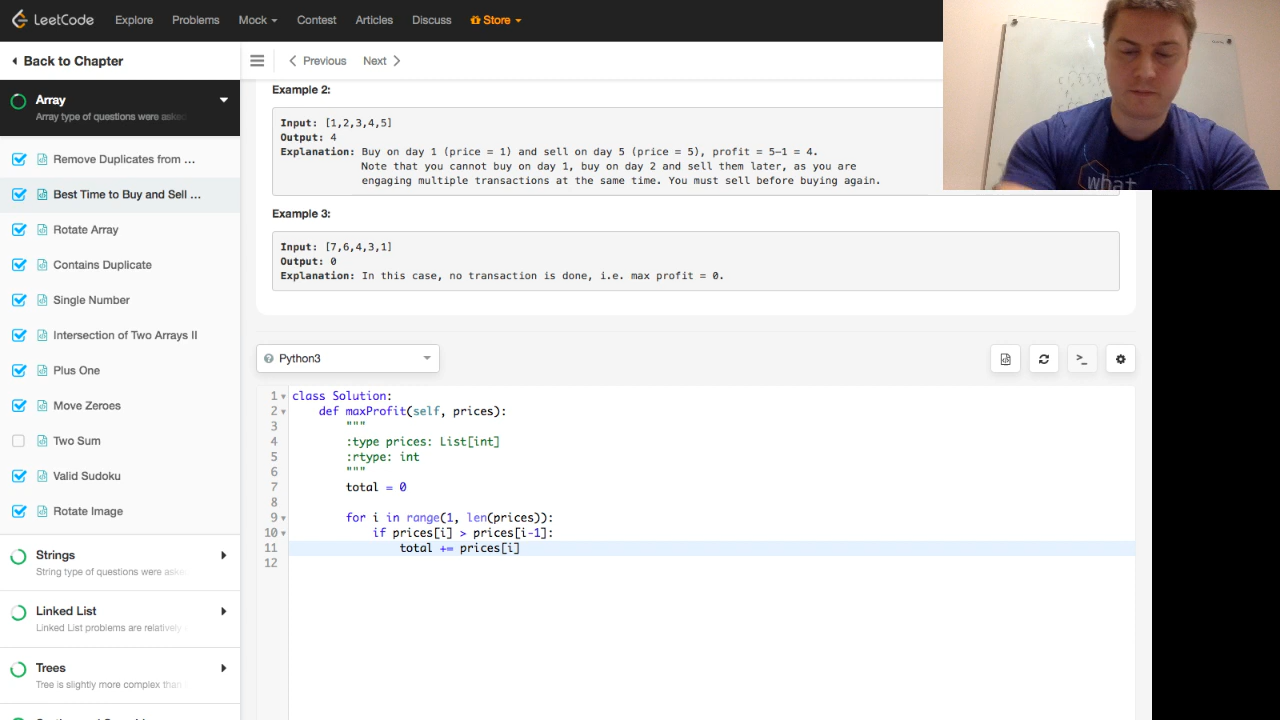 LeetCode
Explore
Problems
Mock
Contest
Articles
Discuss
Store
Back to Chapter
Previous
Next
Array
Array type of questions were asked
Remove Duplicates from ...
Best Time to Buy and Sell ...
Rotate Array
Contains Duplicate
Single Number
Intersection of Two Arrays II
Plus One
Move Zeroes
Two Sum
Valid Sudoku
Rotate Image
Strings
String type of questions were aske
Linked List
Linked List problems are relatively
Trees
Tree is slightly more complex than
Example 2:
Input: [1,2,3,4,5]
Output: 4
Explanation: Buy on day 1 (price = 1) and sell on day 5 (price = 5), profit = 5-1 = 4.
Note that you cannot buy on day 1, buy on day 2 and sell them later, as you are
engaging multiple transactions at the same time. You must sell before buying again.
Example 3:
Input: [7,6,4,3,1]
Output: 0
Explanation: In this case, no transaction is done, i.e. max profit = 0.
Python3
>_
1 class Solution:
2 def maxProfit(self, prices):
3 """
4 :type prices: List[int]
5 :rtype: int
6 """
7 total = 0
8
9 for i in range(1, len(prices)):
10 if prices[i] > prices[i-1]:
11 total += prices[i]
12
what